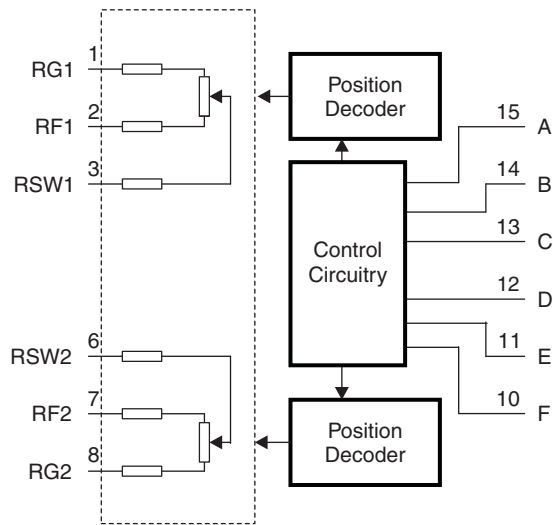 RG1 1
RF1 2
RSW1 3
RSW2 6
RF2 7
RG2 8
Position
Decoder
Control
Circuitry
Position
Decoder
15 A
14 B
13 C
12 D
11 E
10 F